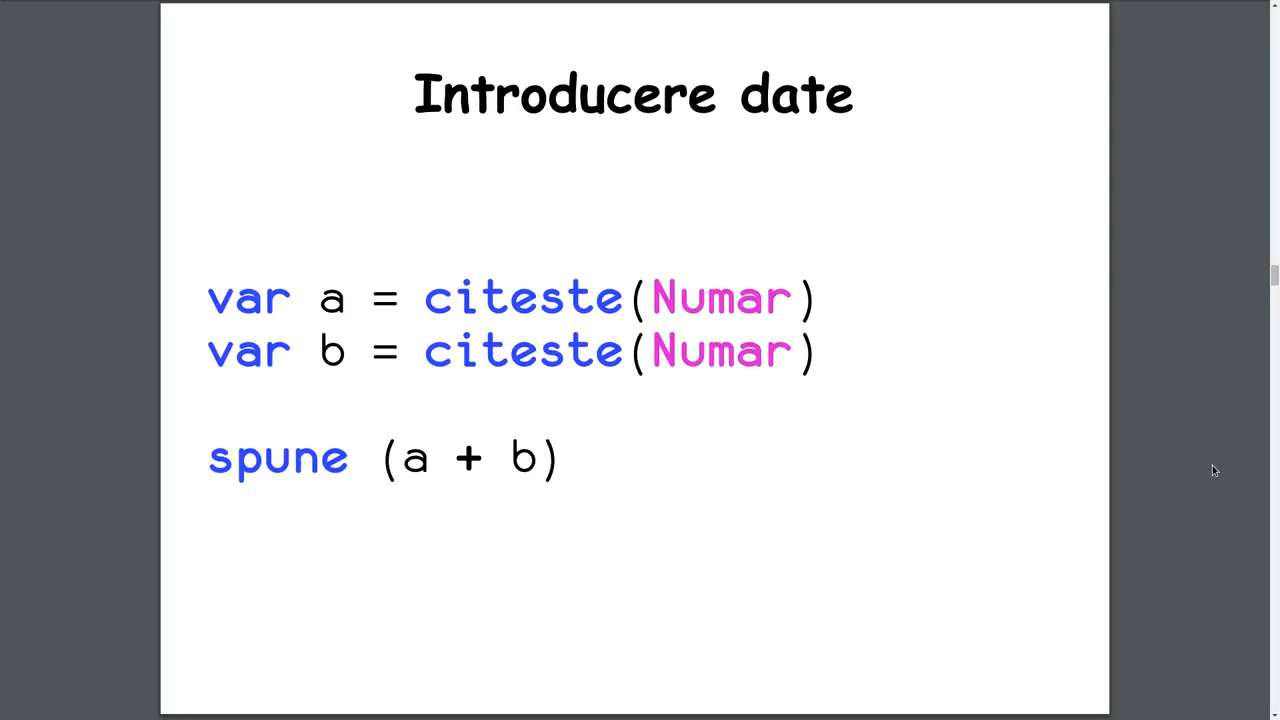 Introducere date
var a = citeste(Numar)
var b = citeste(Numar)
spune (a + b)